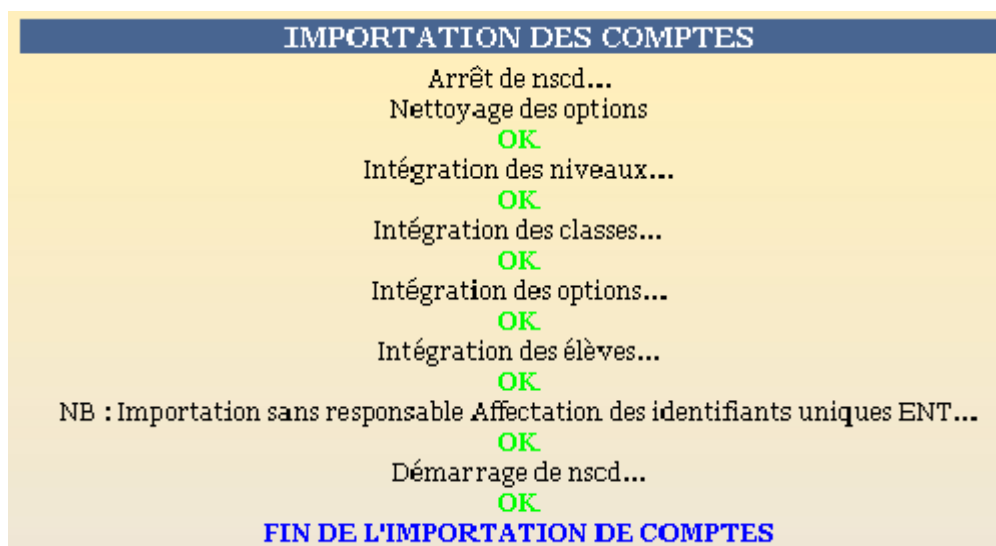 IMPORTATION DES COMPTES
Arrêt de nscd...
Nettoyage des options
OK
Intégration des niveaux...
OK
Intégration des classes...
OK
Intégration des options...
OK
Intégration des élèves...
OK
NB : Importation sans responsable Affectation des identifiants uniques ENT...
OK
Démarrage de nscd...
OK
FIN DE L'IMPORTATION DE COMPTES